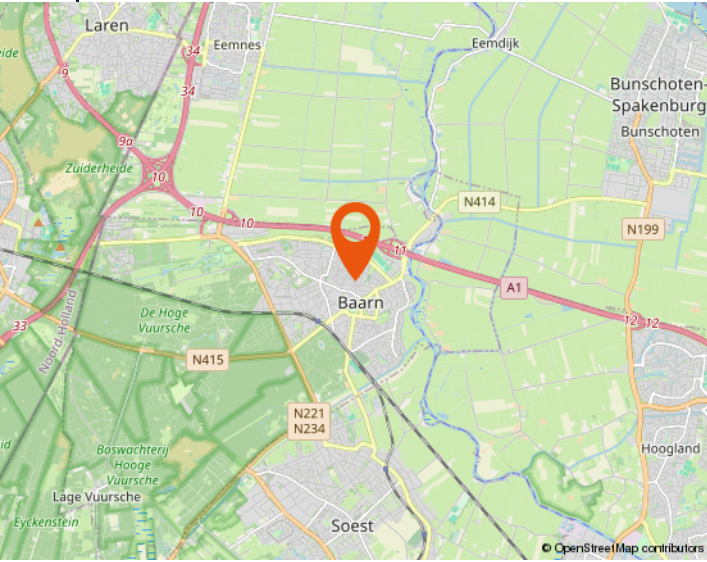 Laren
Eemnes
34
Eemdijk
9
34
Bunschoten-
Spakenburg
Bunschoten
9a
Zuiderheide
10
10
10
N414
N199
11
A1
Baarn
De Hoge
Vuursche
33
Noord-Holland
12
12
N415
N221
N234
Boswachterij
Hooge
Vuursche
Hoogland
Lage Vuursche
Eyckenstein
Soest
© OpenStreetMap contributors